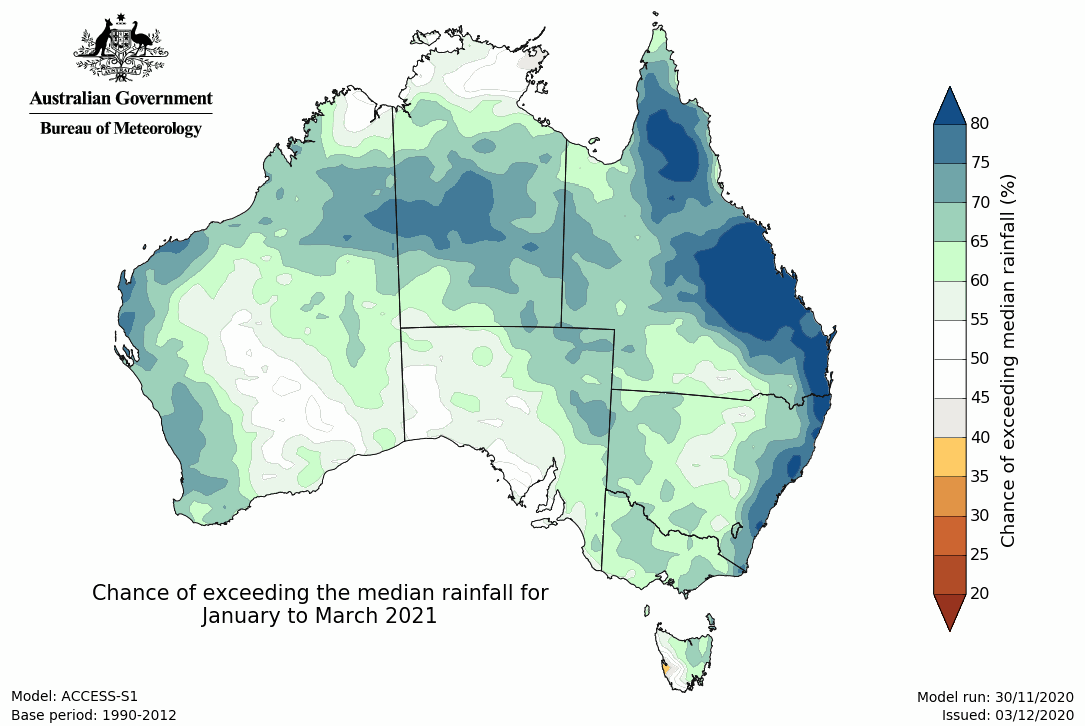 Australian Government
Bureau of Meteorology
80
75
70
65
60
55
50
45
40
35
30
25
20
Chance of exceeding median rainfall (%)
Chance of exceeding the median rainfall for
January to March 2021
Model: ACCESS-S1
Base period: 1990-2012
Model run: 30/11/2020
Issued: 03/12/2020